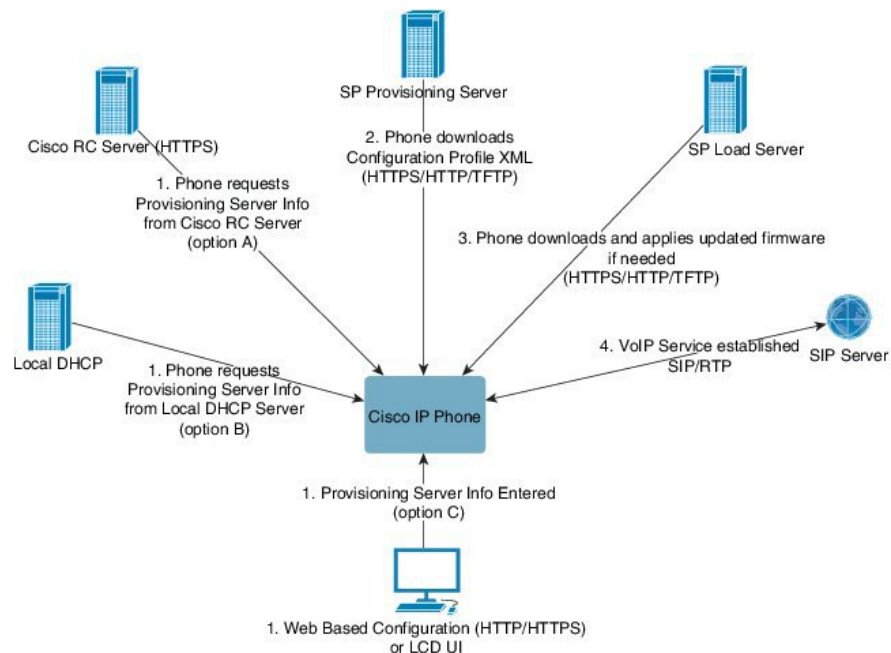 SP Provisioning Server
Cisco RC Server (HTTPS)
SP Load Server
2. Phone downloads
Configuration Profile XML
(HTTPS/HTTP/TFTP)
1. Phone requests
Provisioning Server Info
from Cisco RC Server
(option A)
3. Phone downloads and applies updated firmware
if needed
(HTTPS/HTTP/TFTP)
Local DHCP
1. Phone requests
Provisioning Server Info
from Local DHCP Server
(option B)
4. VoIP Service established
SIP/RTP
SIP Server
Cisco IP Phone
1. Provisioning Server Info Entered
(option C)
1. Web Based Configuration (HTTP/HTTPS)
or LCD UI